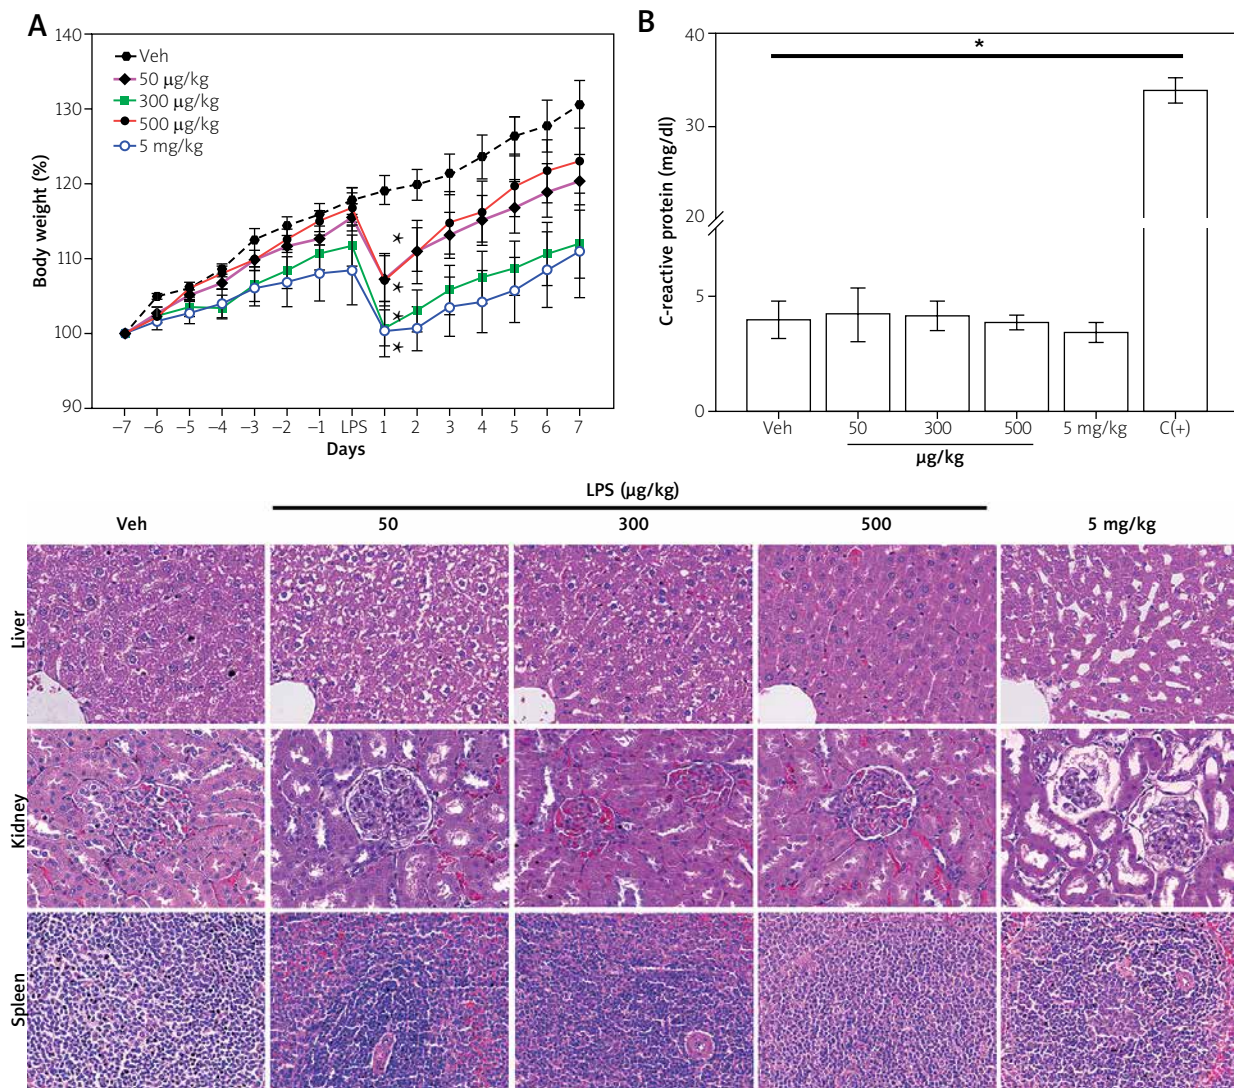 A
140
130
120
110
100
90
Body weight (%)
Veh
50 µg/kg
300 µg/kg
500 µg/kg
5 mg/kg
* * * *
–7 –6 –5 –4 –3 –2 –1 LPS 1 2 3 4 5 6 7
Days
B
40
30
20
5
0
C-reactive protein (mg/dl)
*
Veh 50 300 500 5 mg/kg C(+)
µg/kg
LPS (µg/kg)
Veh 50 300 500 5 mg/kg
Liver
Kidney
Spleen